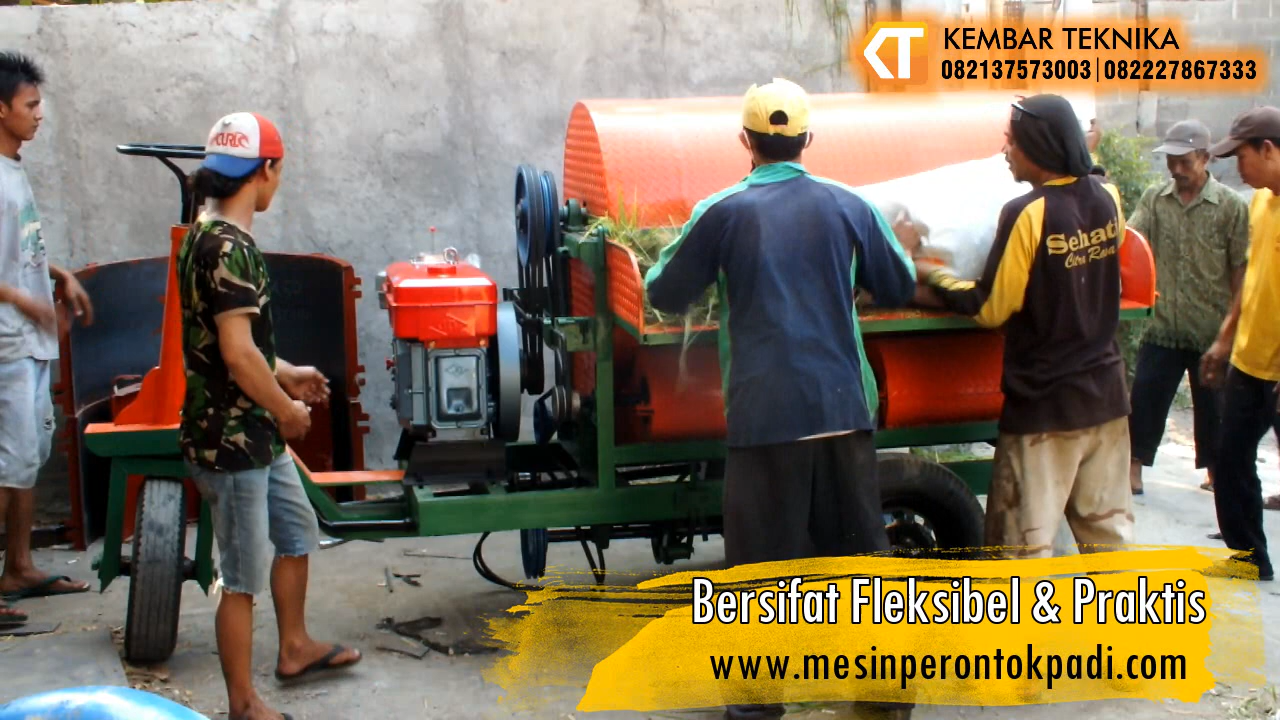 KT KEMBAR TEKNIKA
082137573003|082227867333
Sehati
Bersifat Fleksibel & Praktis
www.mesinperontokpadi.com